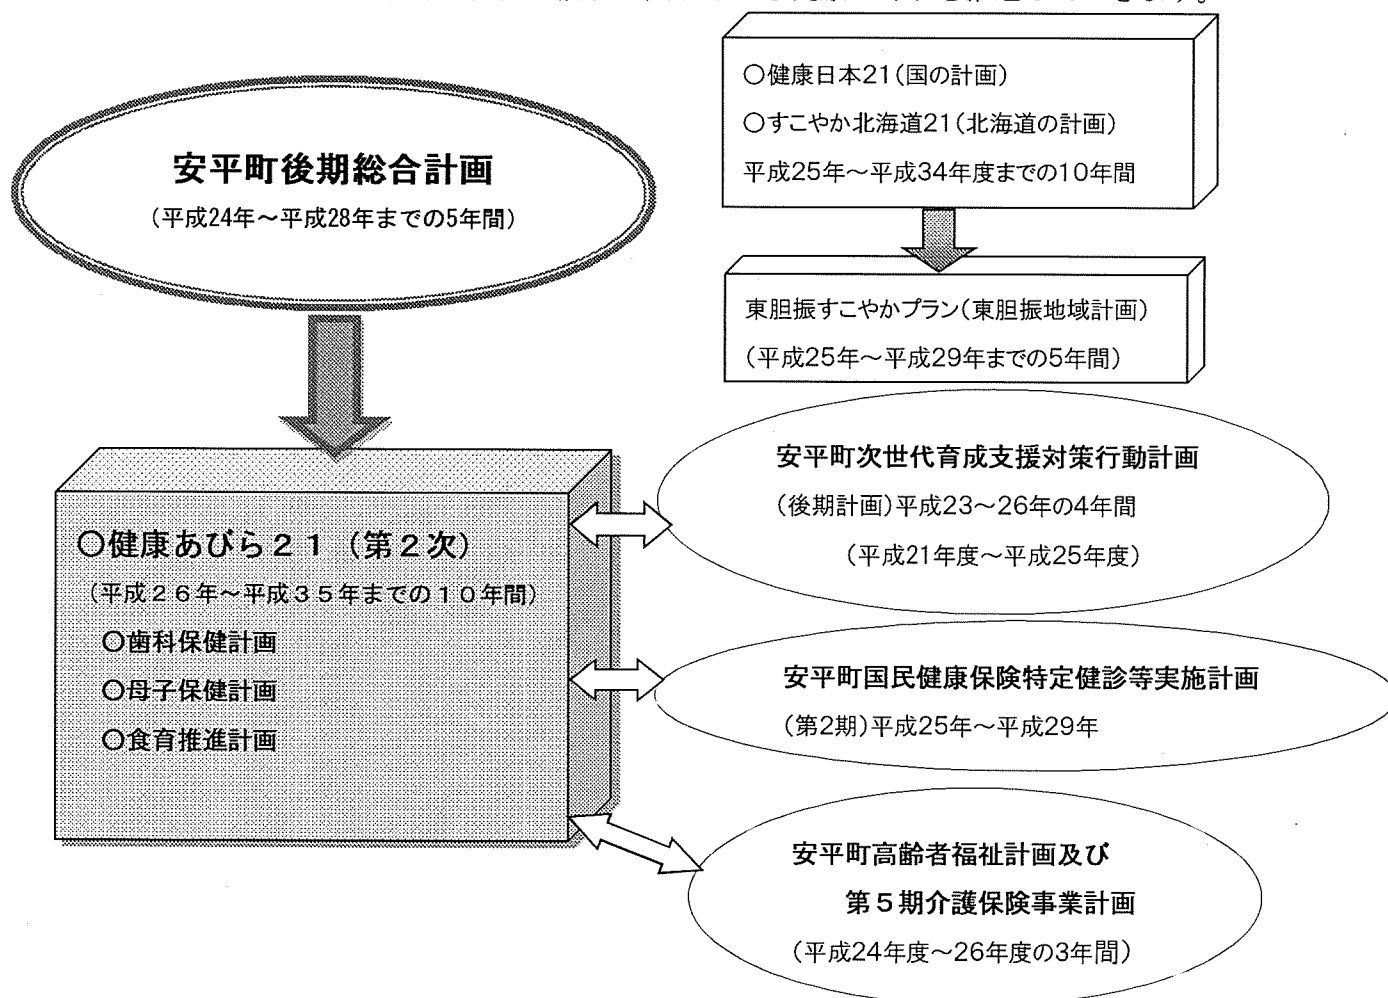 ○健康日本21(国の計画)
○すこやか北海道21(北海道の計画)
平成25年～平成34年度までの10年間
安平町後期総合計画
(平成24年～平成28年までの5年間)
東胆振すこやかプラン(東胆振地域計画)
(平成25年～平成29年までの5年間)
○健康あびら２１（第２次）
(平成２６年～平成３５年までの１０年間)
○歯科保健計画
○母子保健計画
○食育推進計画
安平町次世代育成支援対策行動計画
(後期計画)平成23～26年の4年間
(平成21年度～平成25年度)
安平町国民健康保険特定健診等実施計画
(第2期)平成25年～平成29年
安平町高齢者福祉計画及び
第５期介護保険事業計画
(平成24年度～26年度の3年間)